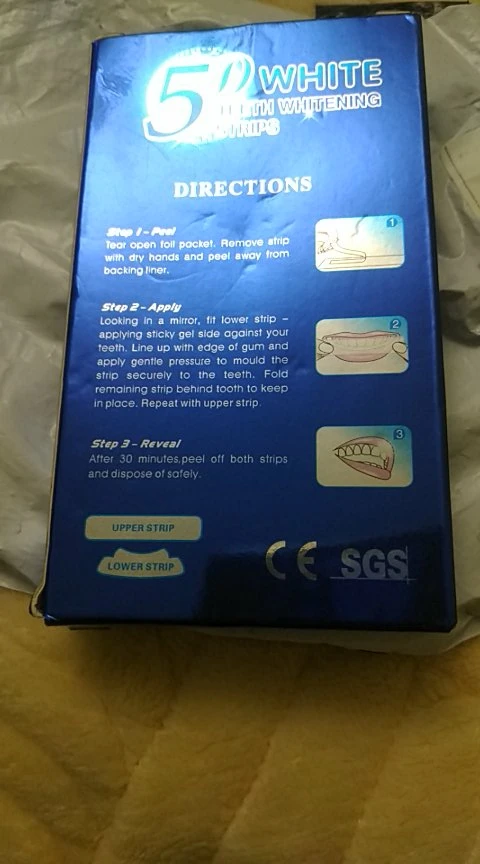 5D WHITE
TEETH WHITENING
STRIPS
DIRECTIONS
Step 1 - Peel
Tear open foil packet. Remove strip
with dry hands and peel away from
backing liner.
1
Step 2 - Apply
Looking in a mirror, fit lower strip –
applying sticky gel side against your
teeth. Line up with edge of gum and
apply gentle pressure to mould the
strip securely to the teeth. Fold
remaining strip behind tooth to keep
in place. Repeat with upper strip.
2
Step 3 - Reveal
After 30 minutes,peel off both strips
and dispose of safely.
3
UPPER STRIP
LOWER STRIP
CE SGS